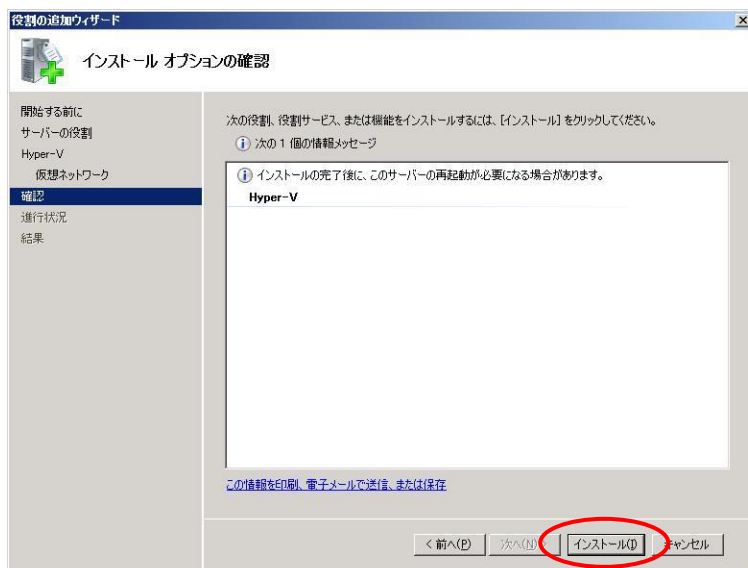 役割の追加ウィザード
インストール オプションの確認
開始する前に
サーバーの役割
Hyper-V
仮想ネットワーク
確認
進行状況
結果
次の役割、役割サービス、または機能をインストールするには、[インストール] をクリックしてください。
次の 1 個の情報メッセージ
インストールの完了後に、このサーバーの再起動が必要になる場合があります。
Hyper-V
この情報を印刷、電子メールで送信、または保存
< 前へ(P) 次へ(N) インストール(I) キャンセル